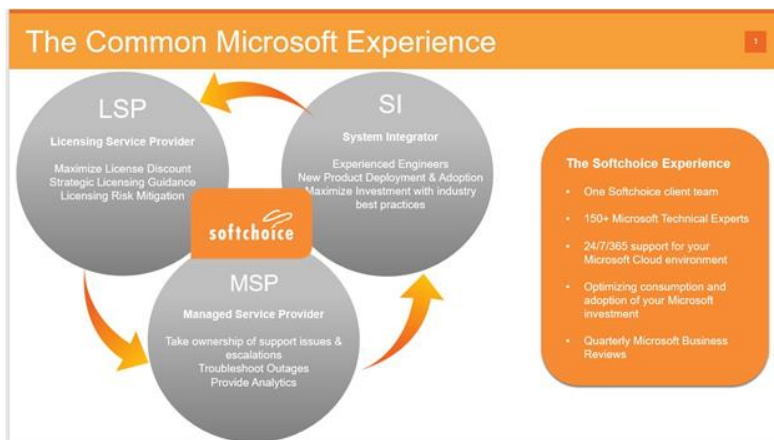 The Common Microsoft Experience
1
LSP
Licensing Service Provider
Maximize License Discount
Strategic Licensing Guidance
Licensing Risk Mitigation
SI
System Integrator
Experienced Engineers
New Product Deployment & Adoption
Maximize Investment with industry
best practices
softchoice
MSP
Managed Service Provider
Take ownership of support issues &
escalations
Troubleshoot Outages
Provide Analytics
The Softchoice Experience
• One Softchoice client team
• 150+ Microsoft Technical Experts
• 24/7/365 support for your
Microsoft Cloud environment
• Optimizing consumption and
adoption of your Microsoft
investment
• Quarterly Microsoft Business
Reviews